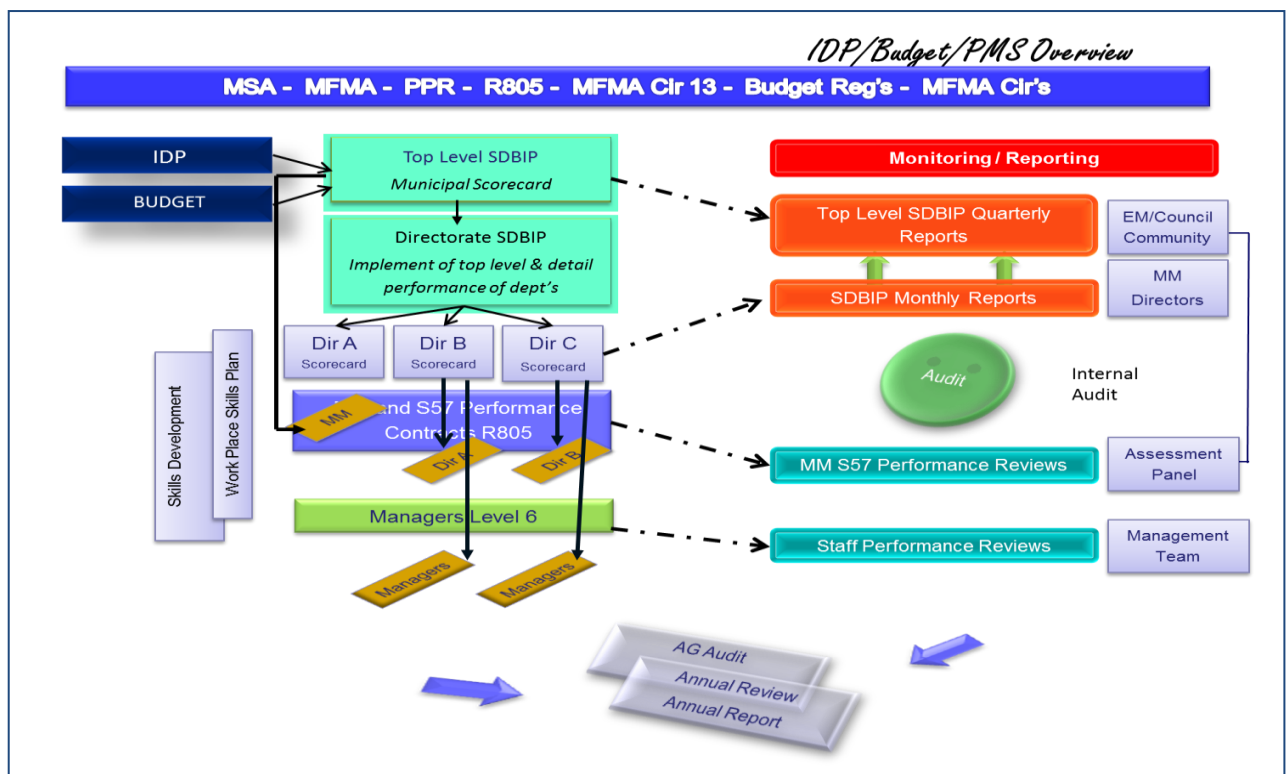 IDP/Budget/PMS Overview
MSA - MFMA - PPR - R805 - MFMA Cir 13 - Budget Reg's - MFMA Cir's
IDP
BUDGET
Top Level SDBIP
Municipal Scorecard
Directorate SDBIP
Implement of top level & detail
performance of dept's
Dir A
Scorecard
Dir B
Scorecard
Dir C
Scorecard
Skills Development
Work Place Skills Plan
MM
and S57 Performance
Contracts R805
Dir A
Dir B
Managers Level 6
Managers
Managers
Monitoring / Reporting
Top Level SDBIP Quarterly
Reports
EM/Council
Community
SDBIP Monthly Reports
MM
Directors
Audit
Internal
Audit
MM S57 Performance Reviews
Assessment
Panel
Staff Performance Reviews
Management
Team
AG Audit
Annual Review
Annual Report